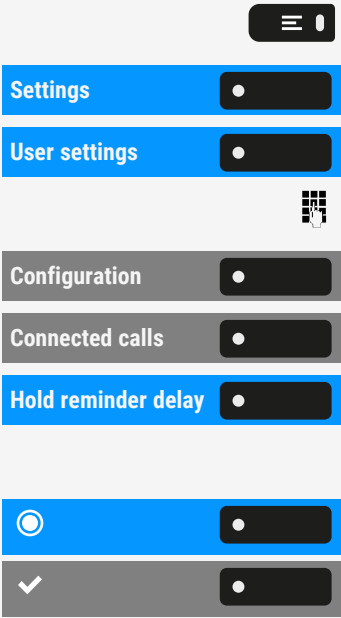 Settings
User settings
Configuration
Connected calls
Hold reminder delay